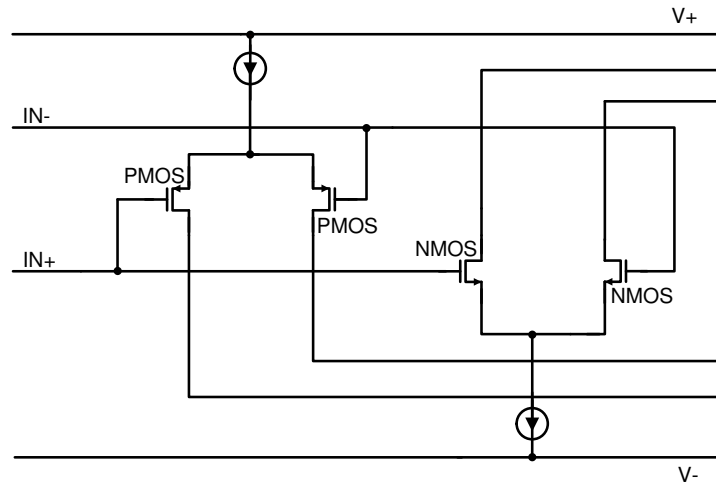 V+
IN-
PMOS
PMOS
NMOS
IN+
NMOS
V-